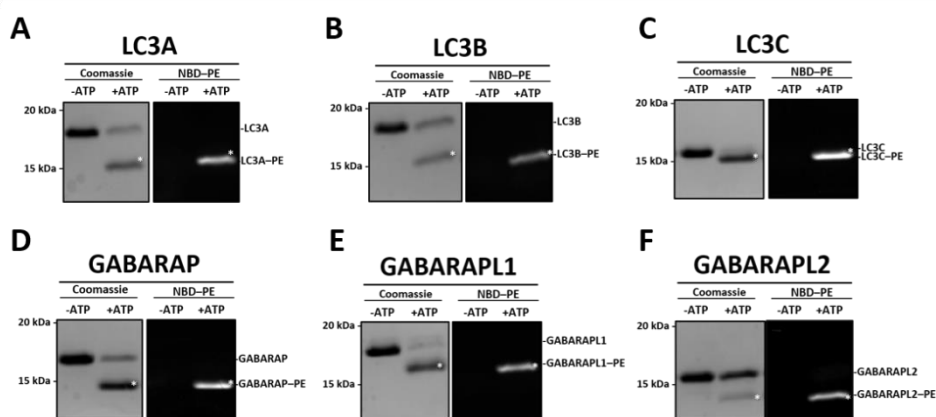 A
LC3A
Coomassie NBD–PE
-ATP +ATP -ATP +ATP
20 kDa
-LC3A
*
LC3A–PE
15 kDa
B
LC3B
Coomassie NBD–PE
-ATP +ATP -ATP +ATP
20 kDa
-LC3B
*
LC3B–PE
15 kDa
C
LC3C
Coomassie NBD–PE
-ATP +ATP -ATP +ATP
20 kDa
*
-LC3C
15 kDa
LC3C–PE
D
GABARAP
Coomassie NBD–PE
-ATP +ATP -ATP +ATP
20 kDa
-GABARAP
15 kDa
*
GABARAP–PE
E
GABARAPL1
Coomassie NBD–PE
-ATP +ATP -ATP +ATP
20 kDa
-GABARAPL1
*
GABARAPL1–PE
15 kDa
F
GABARAPL2
Coomassie NBD–PE
-ATP +ATP -ATP +ATP
20 kDa
GABARAPL2
15 kDa
*
GABARAPL2–PE